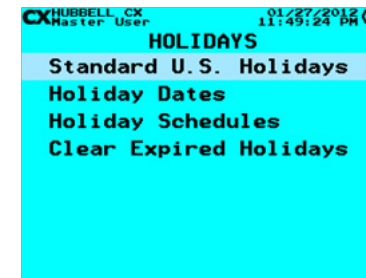 CX HUBBELL CX 01/27/2012
Master User 11:49:24 PM
HOLIDAYS
Standard U.S. Holidays
Holiday Dates
Holiday Schedules
Clear Expired Holidays